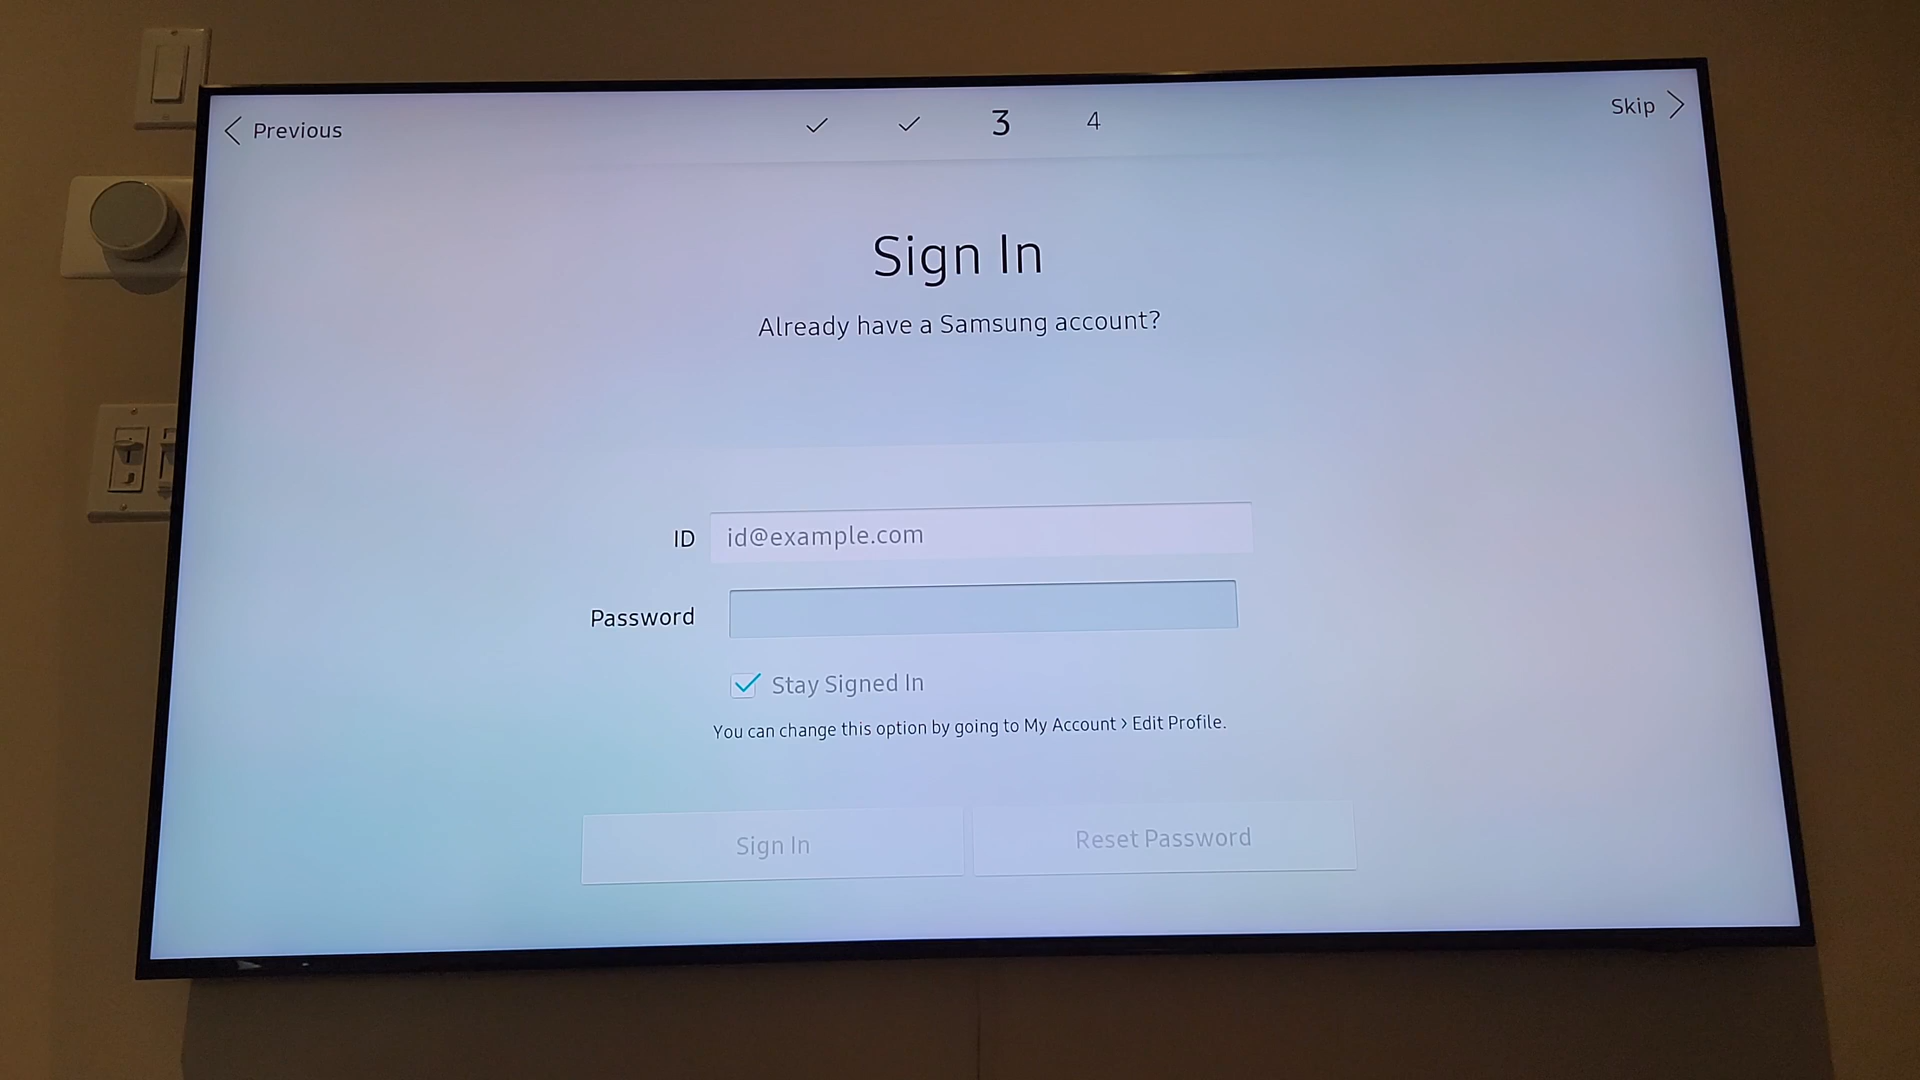 Previous
3
4
Skip
Sign In
Already have a Samsung account?
ID
id@example.com
Password
Stay Signed In
You can change this option by going to My Account > Edit Profile.
Sign In
Reset Password